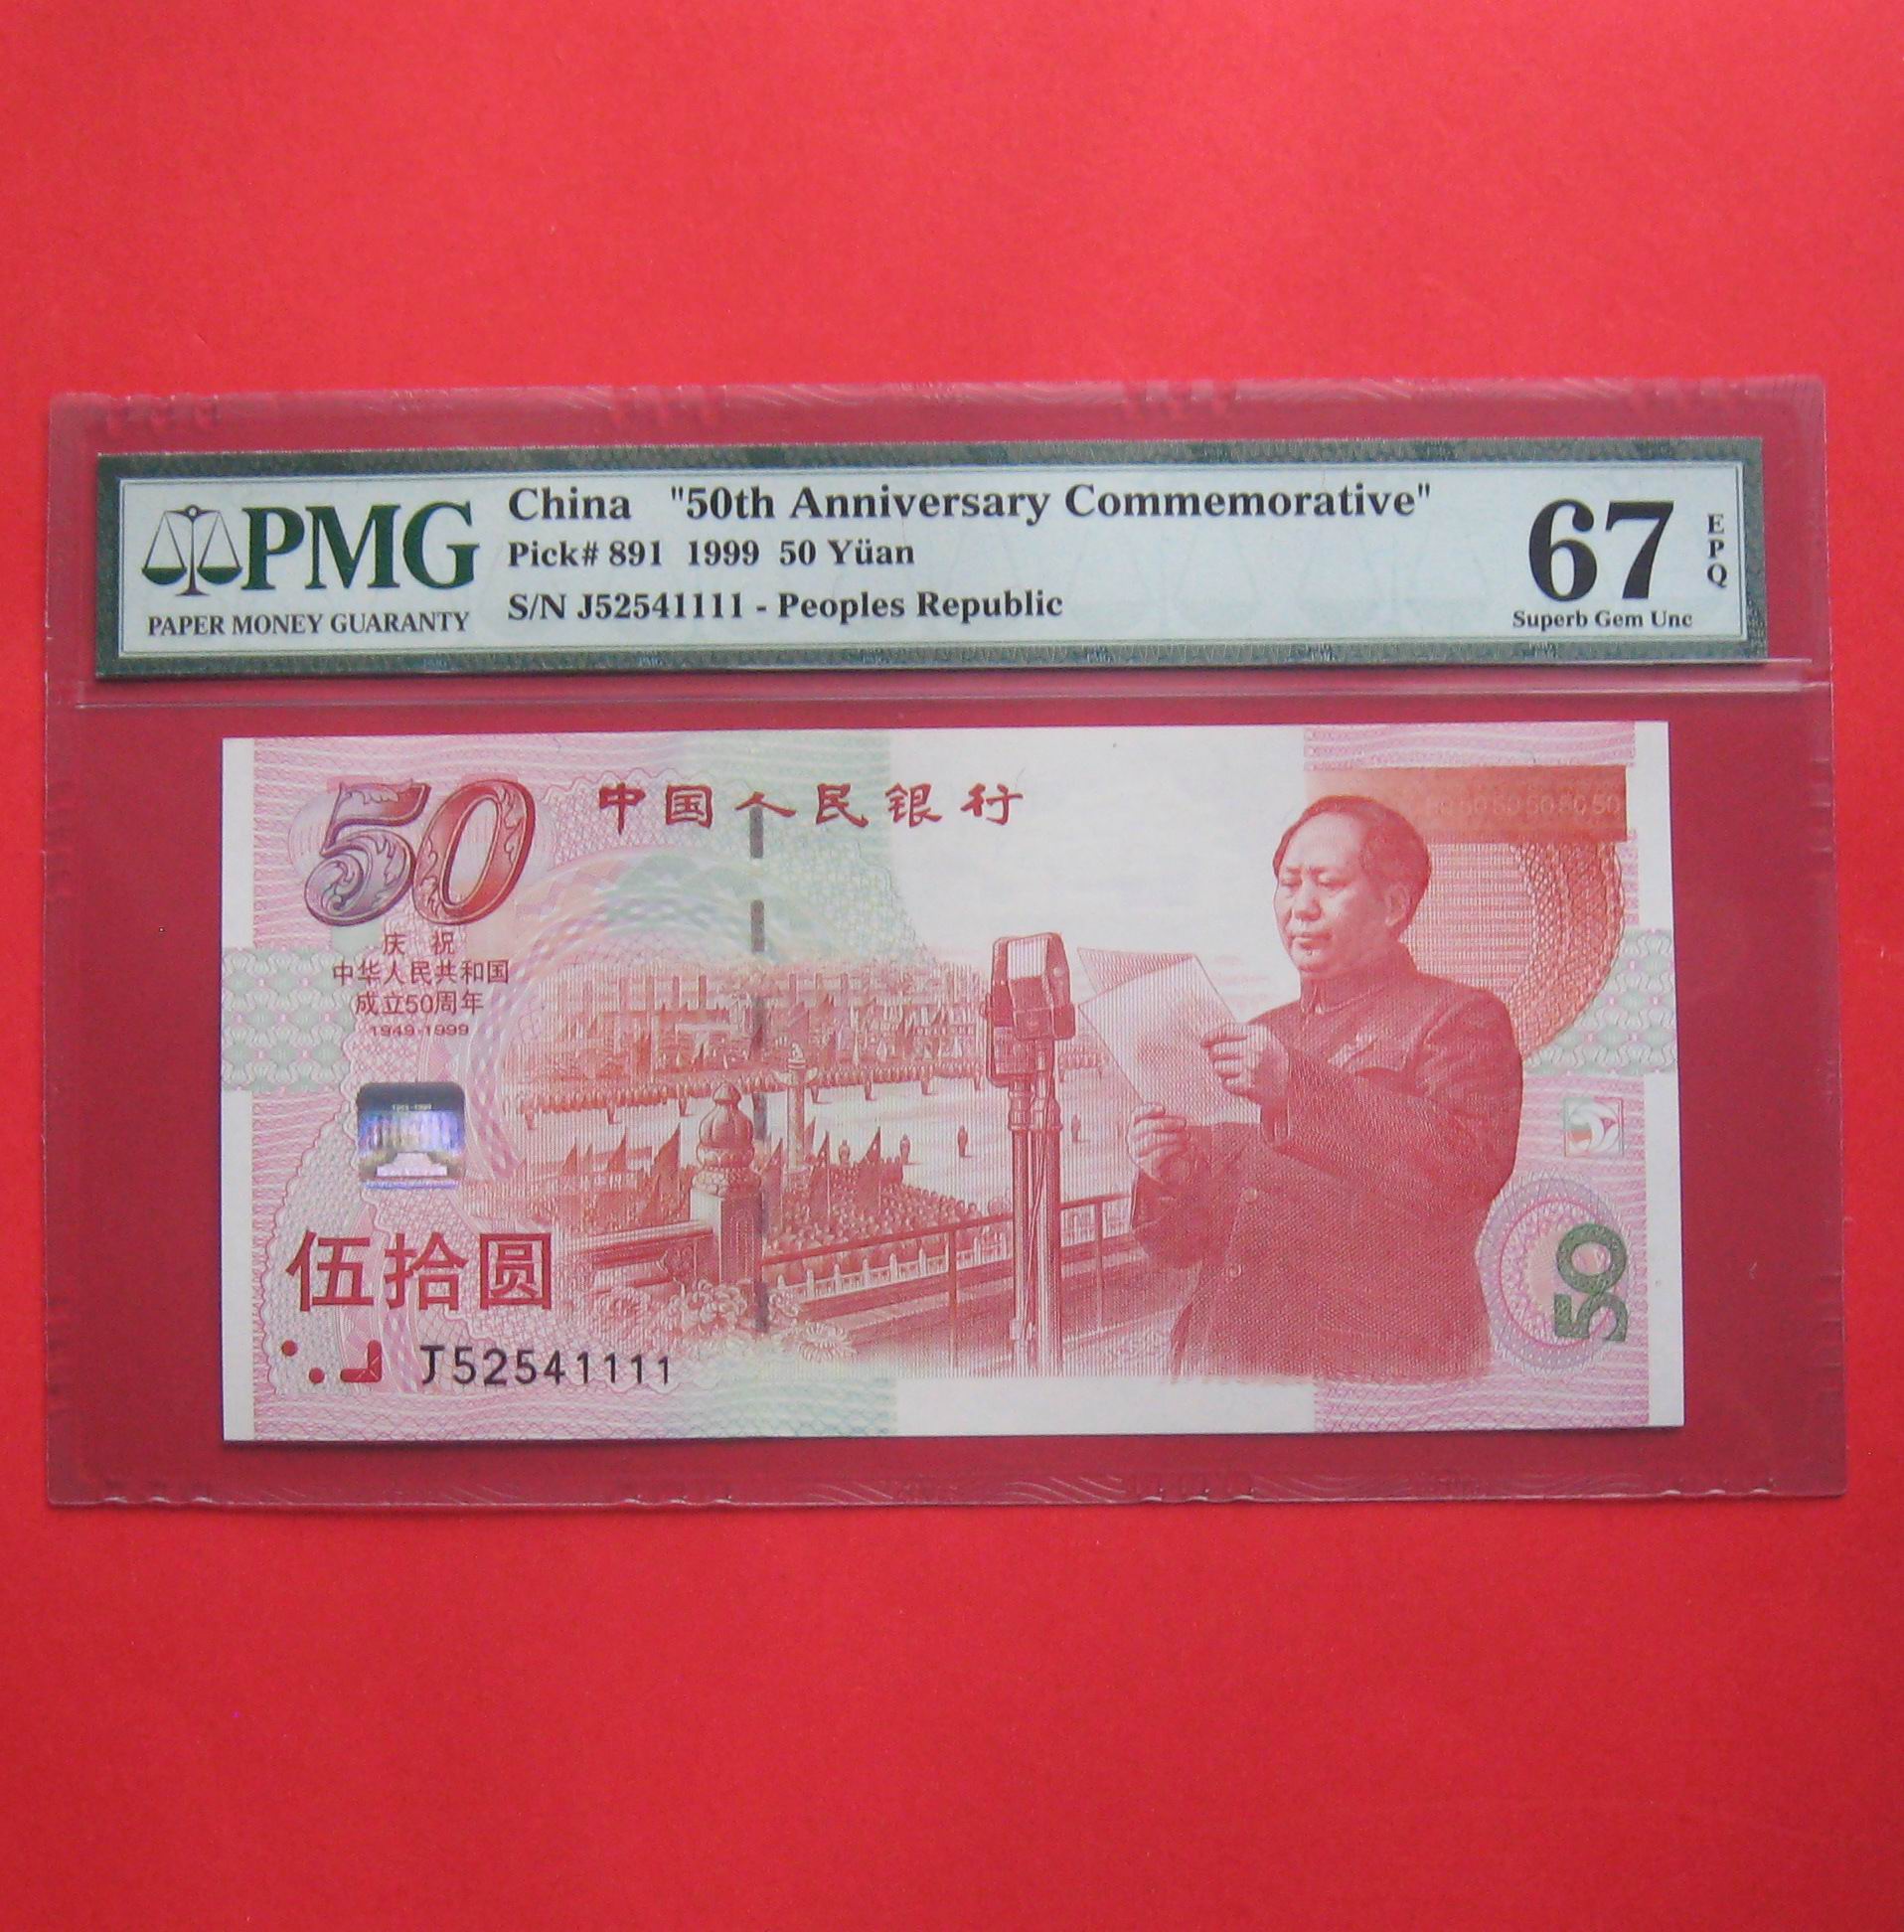 PMG
PAPER MONEY GUARANTY
China "50th Anniversary Commemorative"
Pick# 891 1999 50 Yüan
S/N J52541111 - Peoples Republic
67
EPQ
Superb Gem Unc
50
中国人民银行
庆 祝
中华人民共和国
成立50周年
1949-1999
伍拾圆
J52541111
50